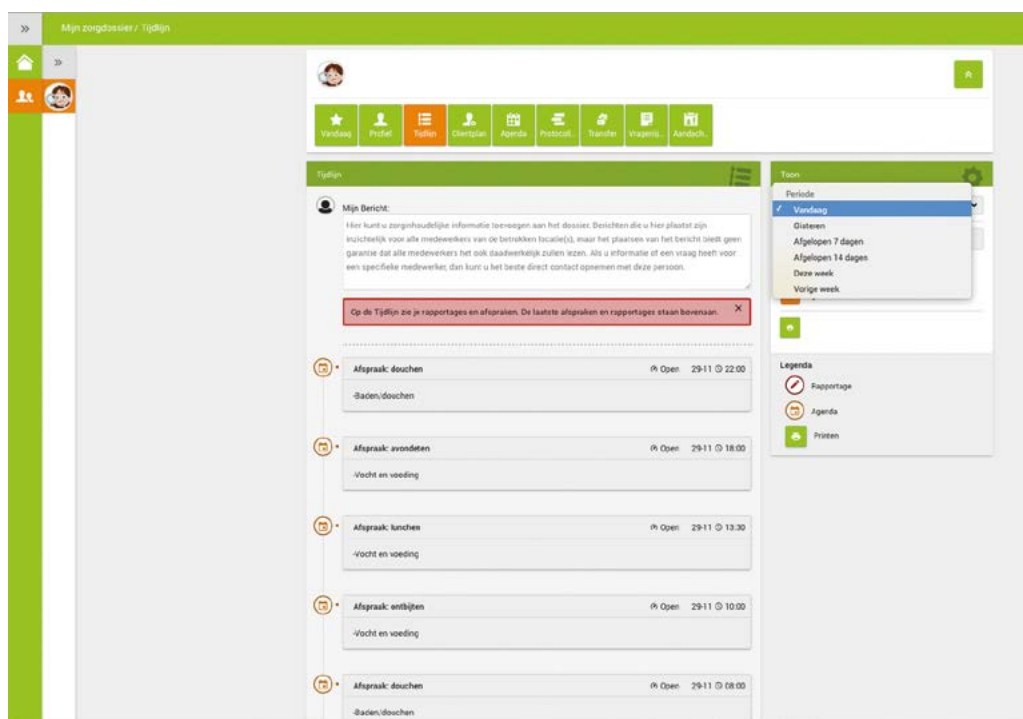 Mijn zorgdossier / Tijdlijn
Vandaag
Profiel
Tijdlijn
Cliëntplan
Agenda
Protocoll..
Transfer
Vragenlij..
Aandach..
Tijdlijn
Mijn Bericht:
Hier kunt u zorginhoudelijke informatie toevoegen aan het dossier. Berichten die u hier plaatst zijn
inzichtelijk voor alle medewerkers van de betrokken locatie(s), maar het plaatsen van het bericht biedt geen
garantie dat alle medewerkers het ook daadwerkelijk zullen lezen. Als u informatie of een vraag heeft voor
een specifieke medewerker, dan kunt u het beste direct contact opnemen met deze persoon.
Op de Tijdlijn zie je rapportages en afspraken. De laatste afspraken en rapportages staan bovenaan.
Afspraak: douchen Open 29-11 22:00
-Baden/douchen
Afspraak: avondeten Open 29-11 18:00
-Vocht en voeding
Afspraak: lunchen Open 29-11 13:30
-Vocht en voeding
Afspraak: ontbijten Open 29-11 10:00
-Vocht en voeding
Afspraak: douchen Open 29-11 08:00
-Baden/douchen
Toon
Periode
✓ Vandaag
Gisteren
Afgelopen 7 dagen
Afgelopen 14 dagen
Deze week
Vorige week
Legenda
Rapportage
Agenda
Printen